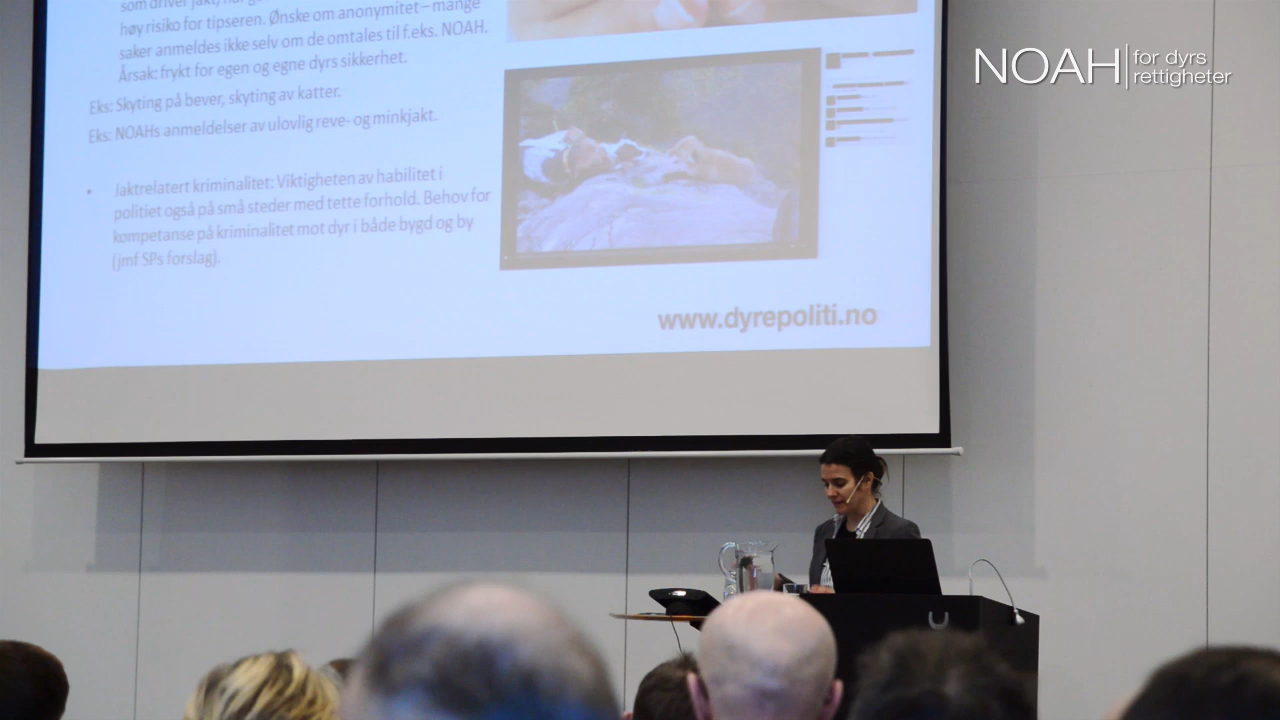 som driver jakt,
høy risiko for tipseren. Ønske om anonymitet – mange
saker anmeldes ikke selv om de omtales til f.eks. NOAH.
Årsak: frykt for egen og egne dyrs sikkerhet.
Eks: Skyting på bever, skyting av katter.
Eks: NOAHs anmeldelser av ulovlig reve- og minkjakt.
• Jaktrelatert kriminalitet: Viktigheten av habilitet i
politiet også på små steder med tette forhold. Behov for
kompetanse på kriminalitet mot dyr i både bygd og by
(jmf SPs forslag).
www.dyrepoliti.no
NOAH for dyrs
rettigheter